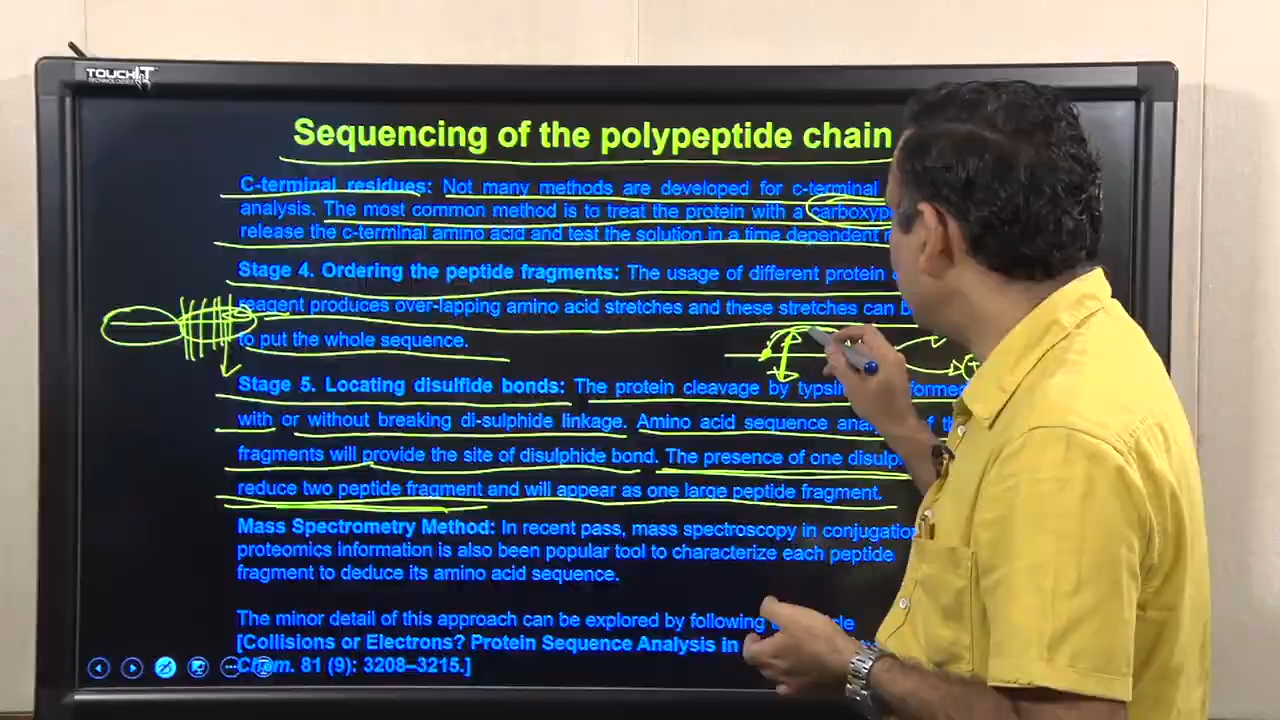 TOUCHIT
TECHNOLOGIES
Sequencing of the polypeptide chain
C-terminal residues: Not many methods are developed for c-terminal
analysis. The most common method is to treat the protein with a
release the c-terminal amino acid and test the solution in a time dependent
Stage 4. Ordering the peptide fragments: The usage of different protein
reagent produces over-lapping amino acid stretches and these stretches can
to put the whole sequence.
Stage 5. Locating disulfide bonds: The protein cleavage by
with or without breaking di-sulphide linkage. Amino acid sequence
fragments will provide the site of disulphide bond. The presence of one
reduce two peptide fragment and will appear as one large peptide fragment.
Mass Spectrometry Method: In recent pass, mass spectroscopy in conjugation
proteomics information is also been popular tool to characterize each peptide
fragment to deduce its amino acid sequence.
The minor detail of this approach can be explored by following
[Collisions or Electrons? Protein Sequence Analysis in
Chem. 81 (9): 3208–3215.]